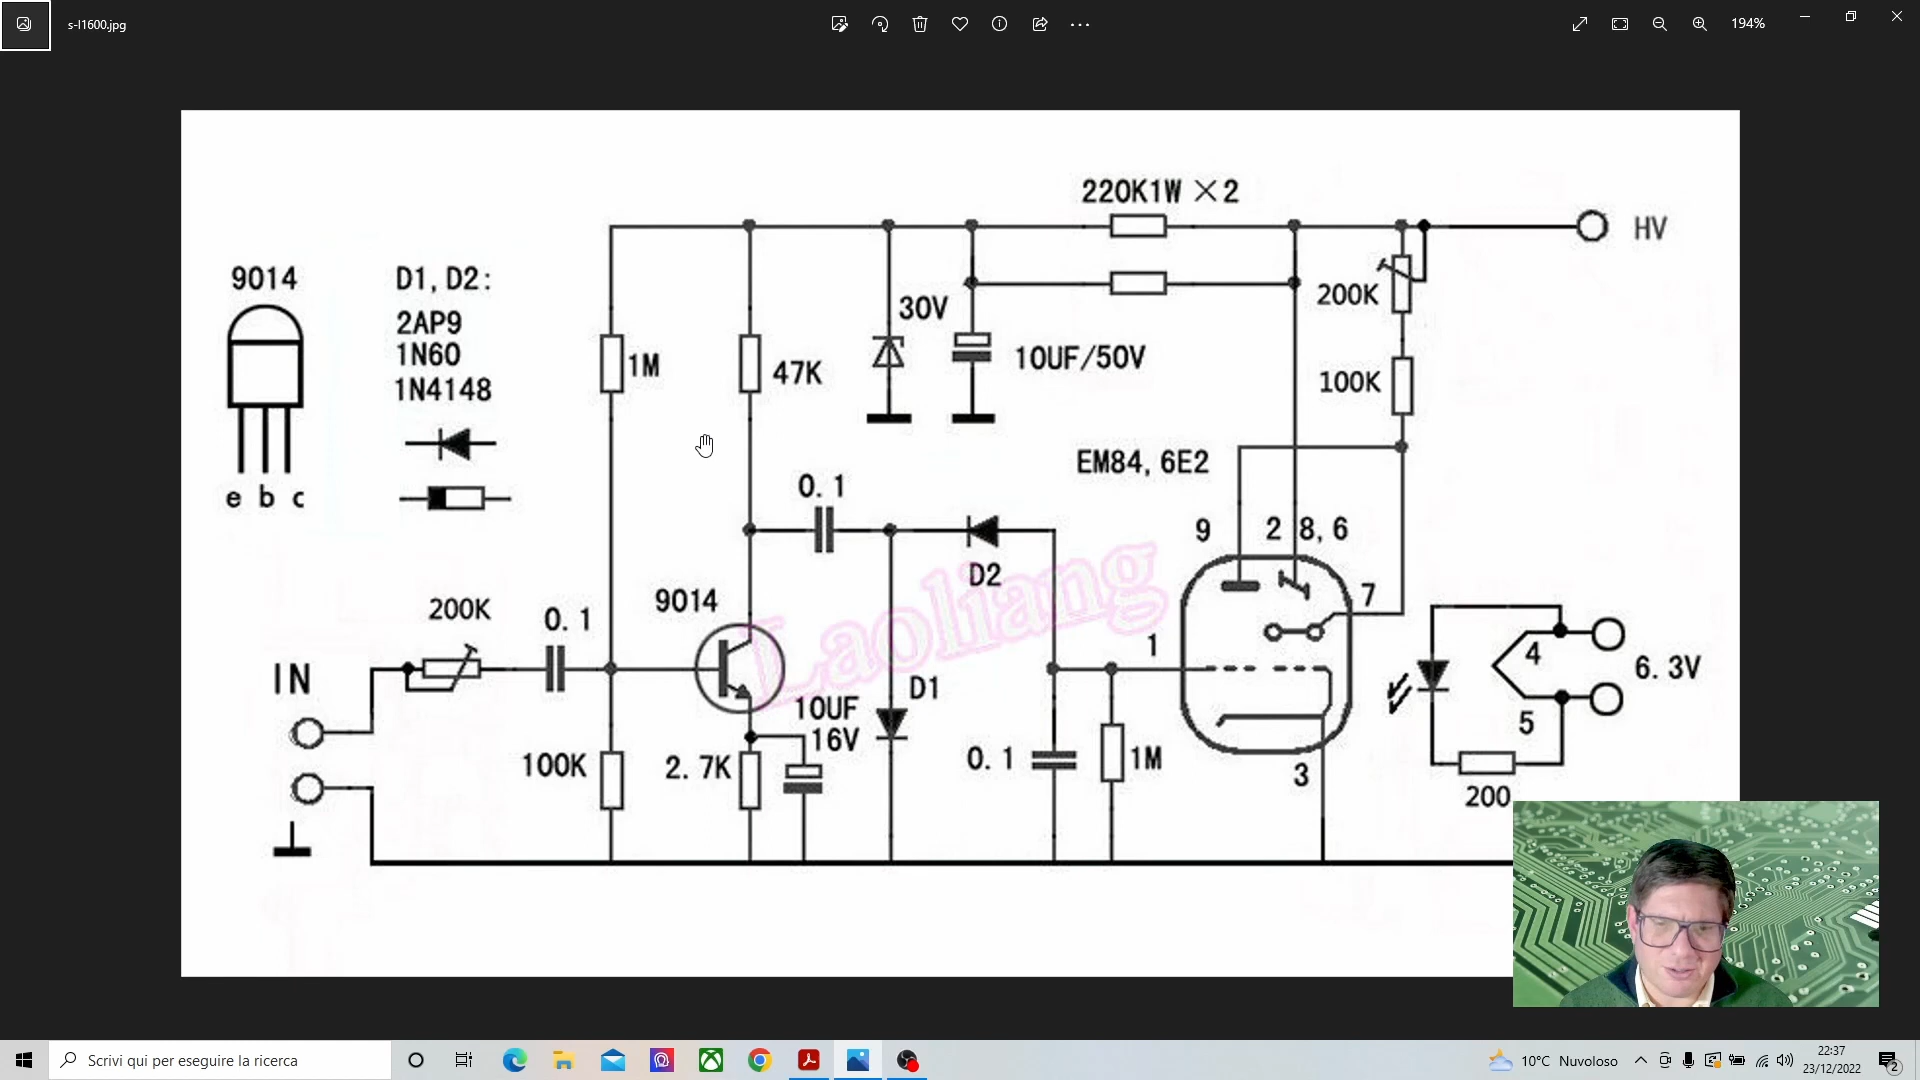 s-l1600.jpg
194%
220K1W ×2
HV
9014
D1, D2:
2AP9
1N60
1N4148
e b c
30V
200K
1M
47K
10UF/50V
100K
EM84, 6E2
0.1
9 2 8, 6
D2
7
200K
0.1
9014
1
4
6.3V
IN
D1
5
10UF
16V
100K
2.7K
0.1
1M
3
200
Laoliang
Scrivi qui per eseguire la ricerca
10°C Nuvoloso
22:37
23/12/2022
2